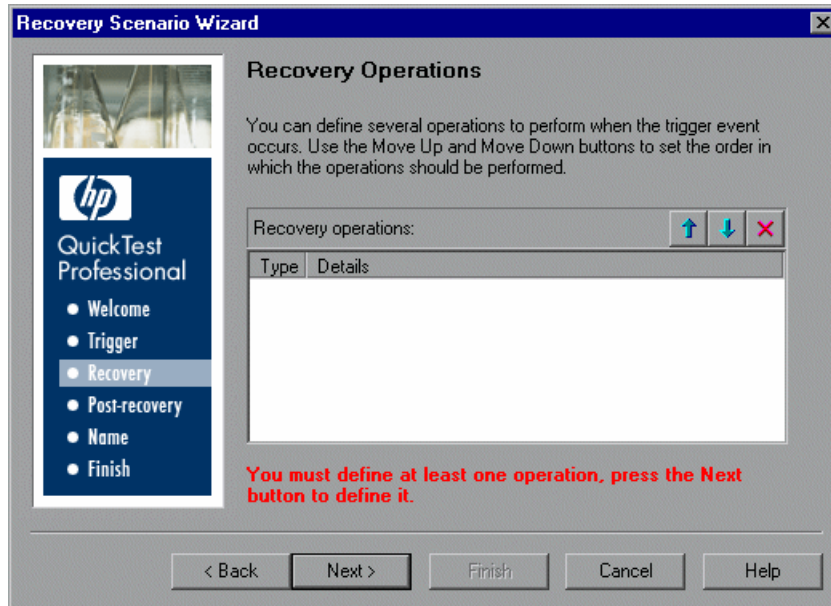 Recovery Scenario Wizard
hp
QuickTest
Professional
Welcome
Trigger
Recovery
Post-recovery
Name
Finish
Recovery Operations
You can define several operations to perform when the trigger event
occurs. Use the Move Up and Move Down buttons to set the order in
which the operations should be performed.
Recovery operations:
Type Details
You must define at least one operation, press the Next
button to define it.
< Back Next > Finish Cancel Help